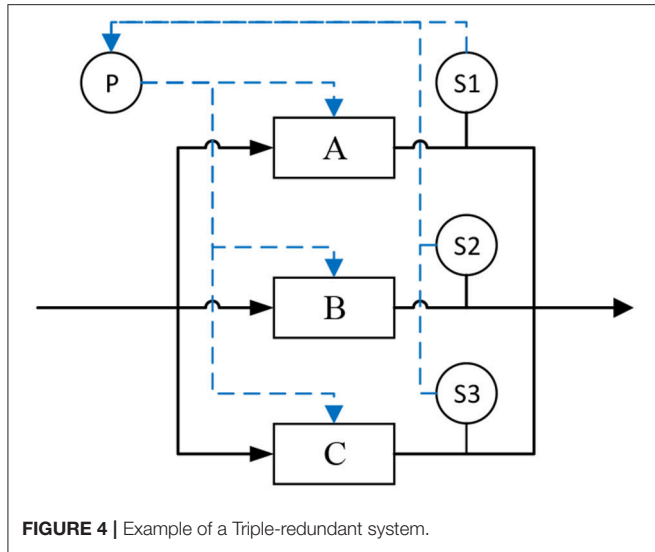 P
S1
A
S2
B
S3
C
FIGURE 4 | Example of a Triple-redundant system.